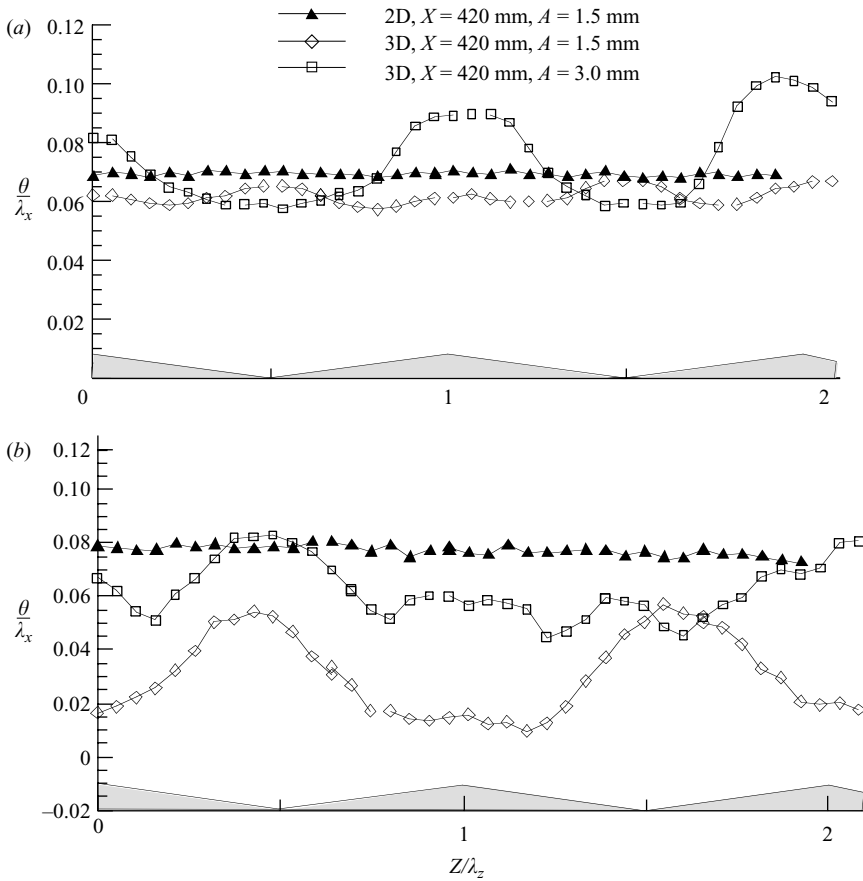 (a)
2D, X = 420 mm, A = 1.5 mm
3D, X = 420 mm, A = 1.5 mm
3D, X = 420 mm, A = 3.0 mm
0.12
0.10
0.08
θ
λx
0.06
0.04
0.02
0 1 2
(b)
0.12
0.10
0.08
θ
λx
0.06
0.04
0.02
0
–0.02
0 1 2
Z/λz